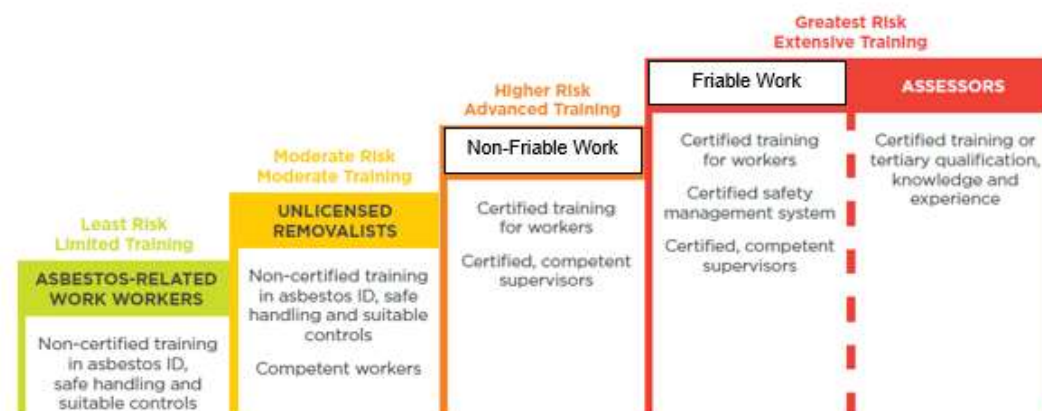 Least Risk
Limited Training
ASBESTOS-RELATED
WORK WORKERS
Non-certified training
in asbestos ID,
safe handling and
suitable controls
Moderate Risk
Moderate Training
UNLICENSED
REMOVALISTS
Non-certified training
in asbestos ID, safe
handling and suitable
controls
Competent workers
Higher Risk
Advanced Training
Non-Friable Work
Certified training
for workers
Certified, competent
supervisors
Greatest Risk
Extensive Training
Friable Work
Certified training
for workers
Certified safety
management system
Certified, competent
supervisors
ASSESSORS
Certified training or
tertiary qualification,
knowledge and
experience